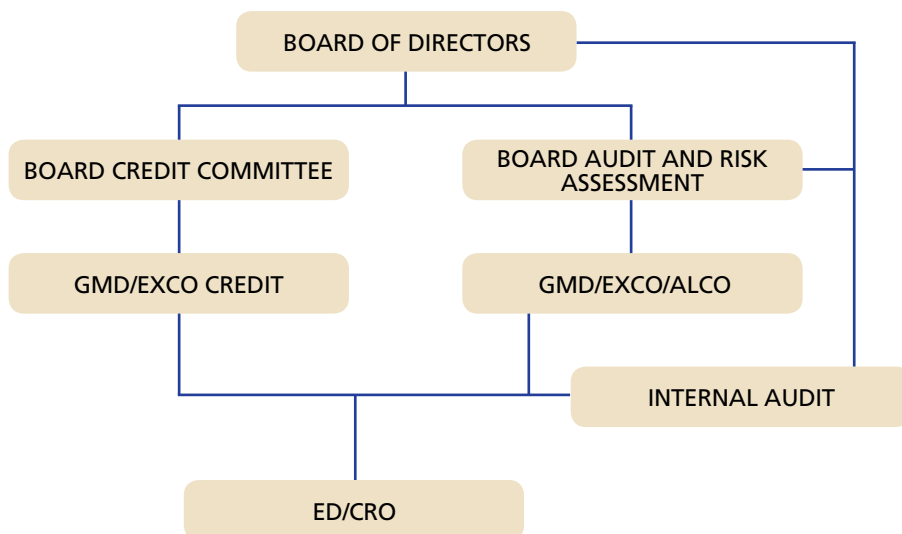 BOARD OF DIRECTORS
BOARD CREDIT COMMITTEE
BOARD AUDIT AND RISK
ASSESSMENT
GMD/EXCO CREDIT
GMD/EXCO/ALCO
INTERNAL AUDIT
ED/CRO